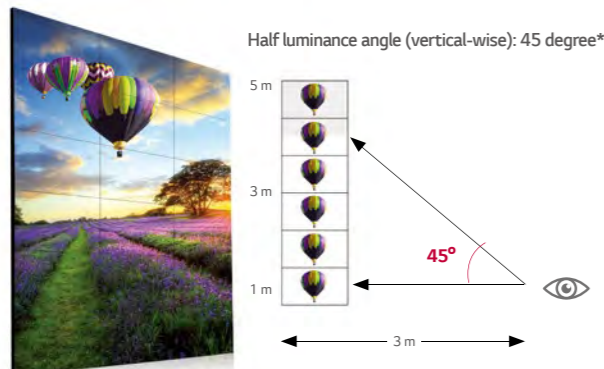 Half luminance angle (vertical-wise): 45 degree*
5 m
3 m
45°
1 m
3 m